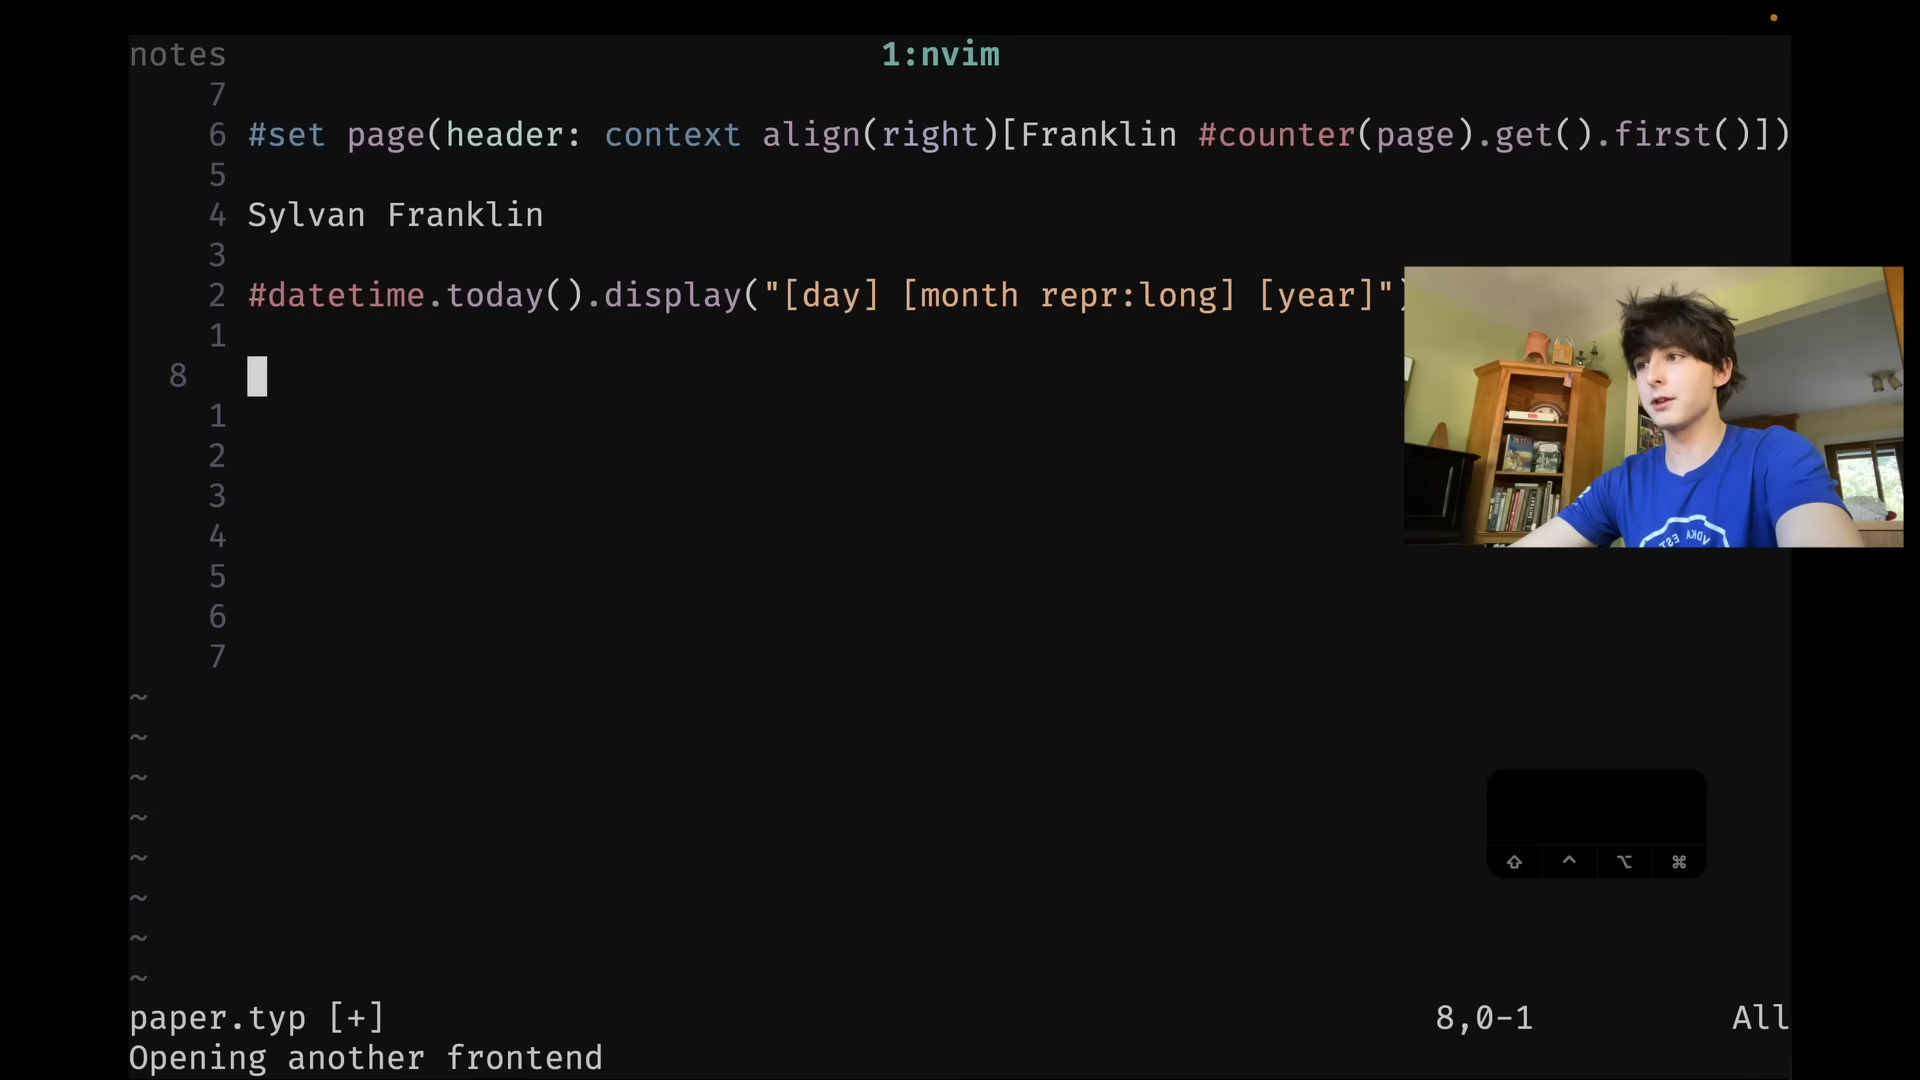 notes 1:nvim
7
6 #set page(header: context align(right)[Franklin #counter(page).get().first()])
5
4 Sylvan Franklin
3
2 #datetime.today().display("[day] [month repr:long] [year]")
1
8
1
2
3
4
5
6
7
~
~
~
~
~
~
~
~
⇧ ^ ⌥ ⌘
paper.typ [+] 8,0-1 All
Opening another frontend